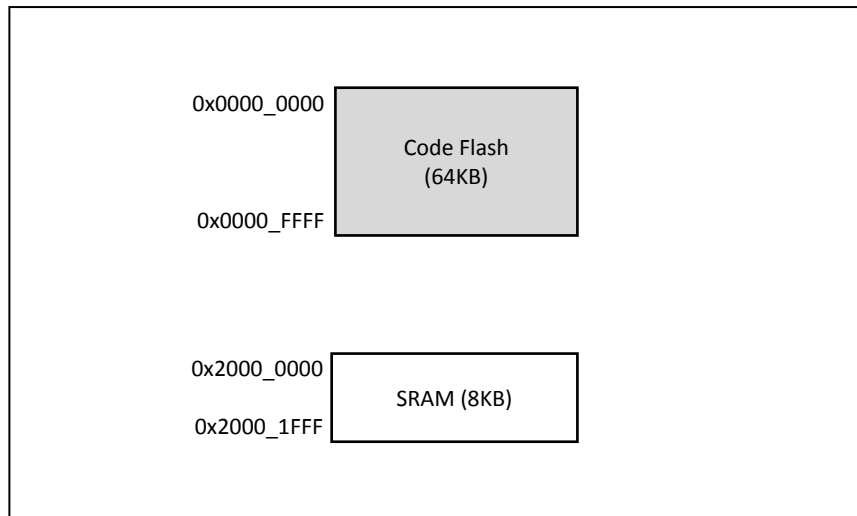 0x0000_0000
Code Flash
(64KB)
0x0000_FFFF
0x2000_0000
SRAM (8KB)
0x2000_1FFF